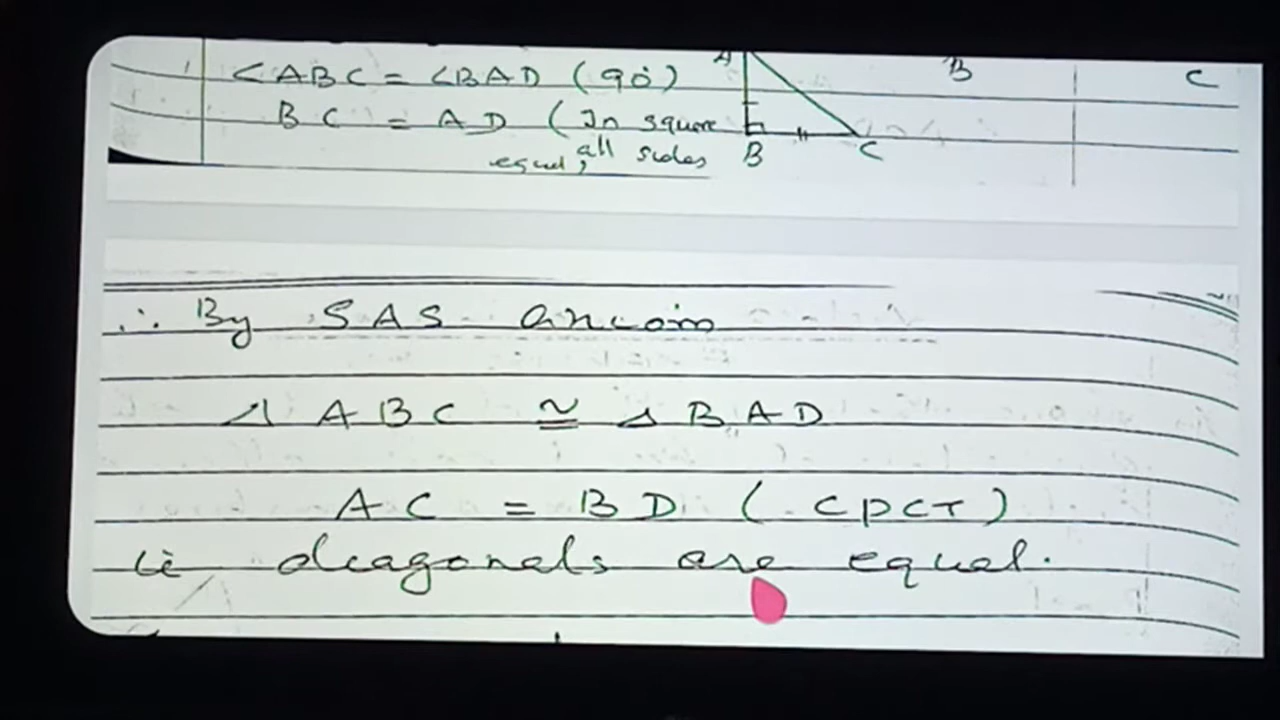 ∠ABC = ∠BAD (90°)
BC = AD (In square
all sides
equal,
A
B
C
B
C
∴ By SAS axiom
△ ABC ≅ △ BAD
AC = BD (CPCT)
ie diagonals are equal.